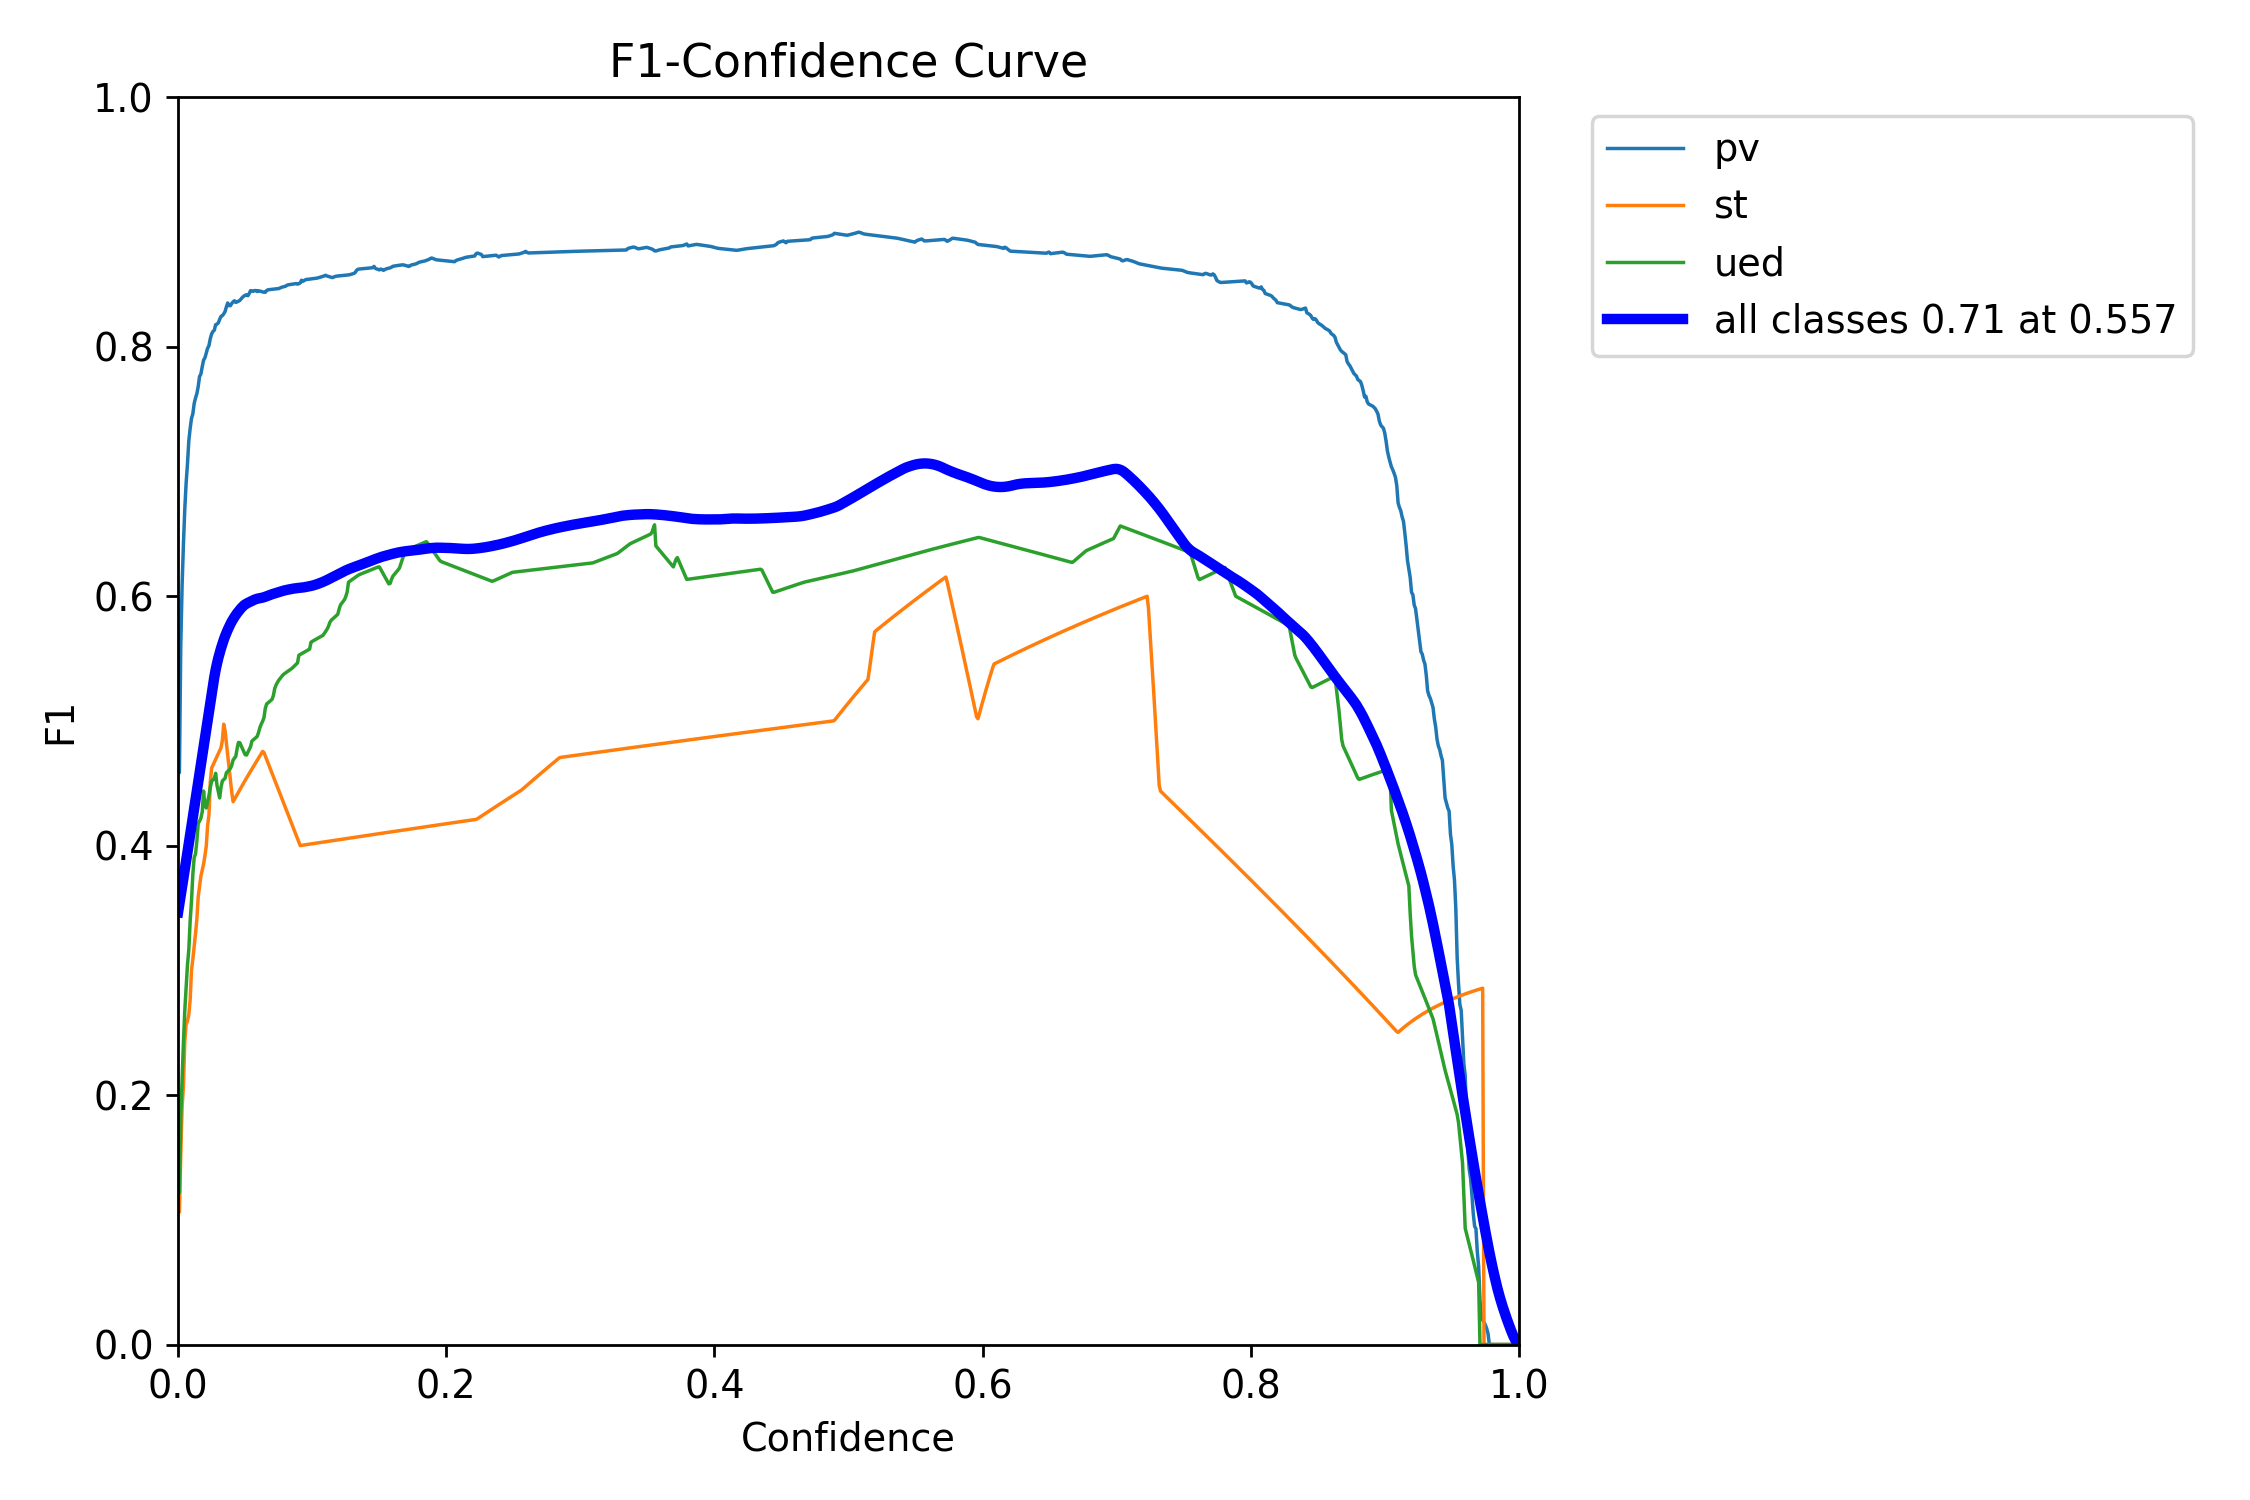 F1-Confidence Curve
1.0
0.8
0.6
0.4
0.2
0.0
F1
0.0 0.2 0.4 0.6 0.8 1.0
Confidence
pv
st
ued
all classes 0.71 at 0.557